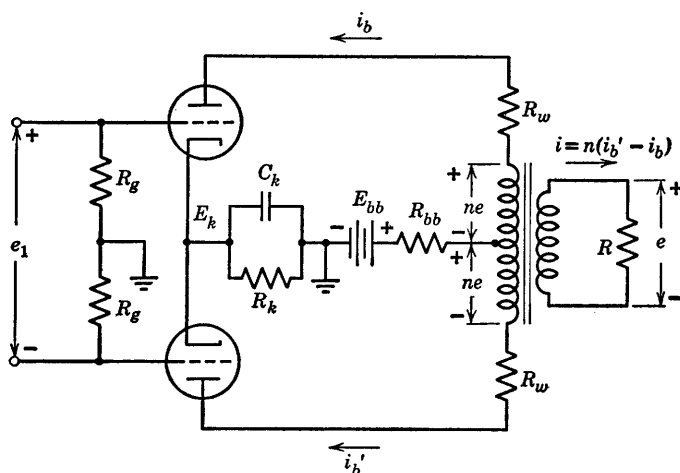 i_b
R_w
i = n(i_b' − i_b)
+
+
+
R_g
C_k
E_k
E_bb
R_bb
ne
−
+
−
−
+
e_1
R
e
R_k
ne
R_g
−
−
−
R_w
i_b'